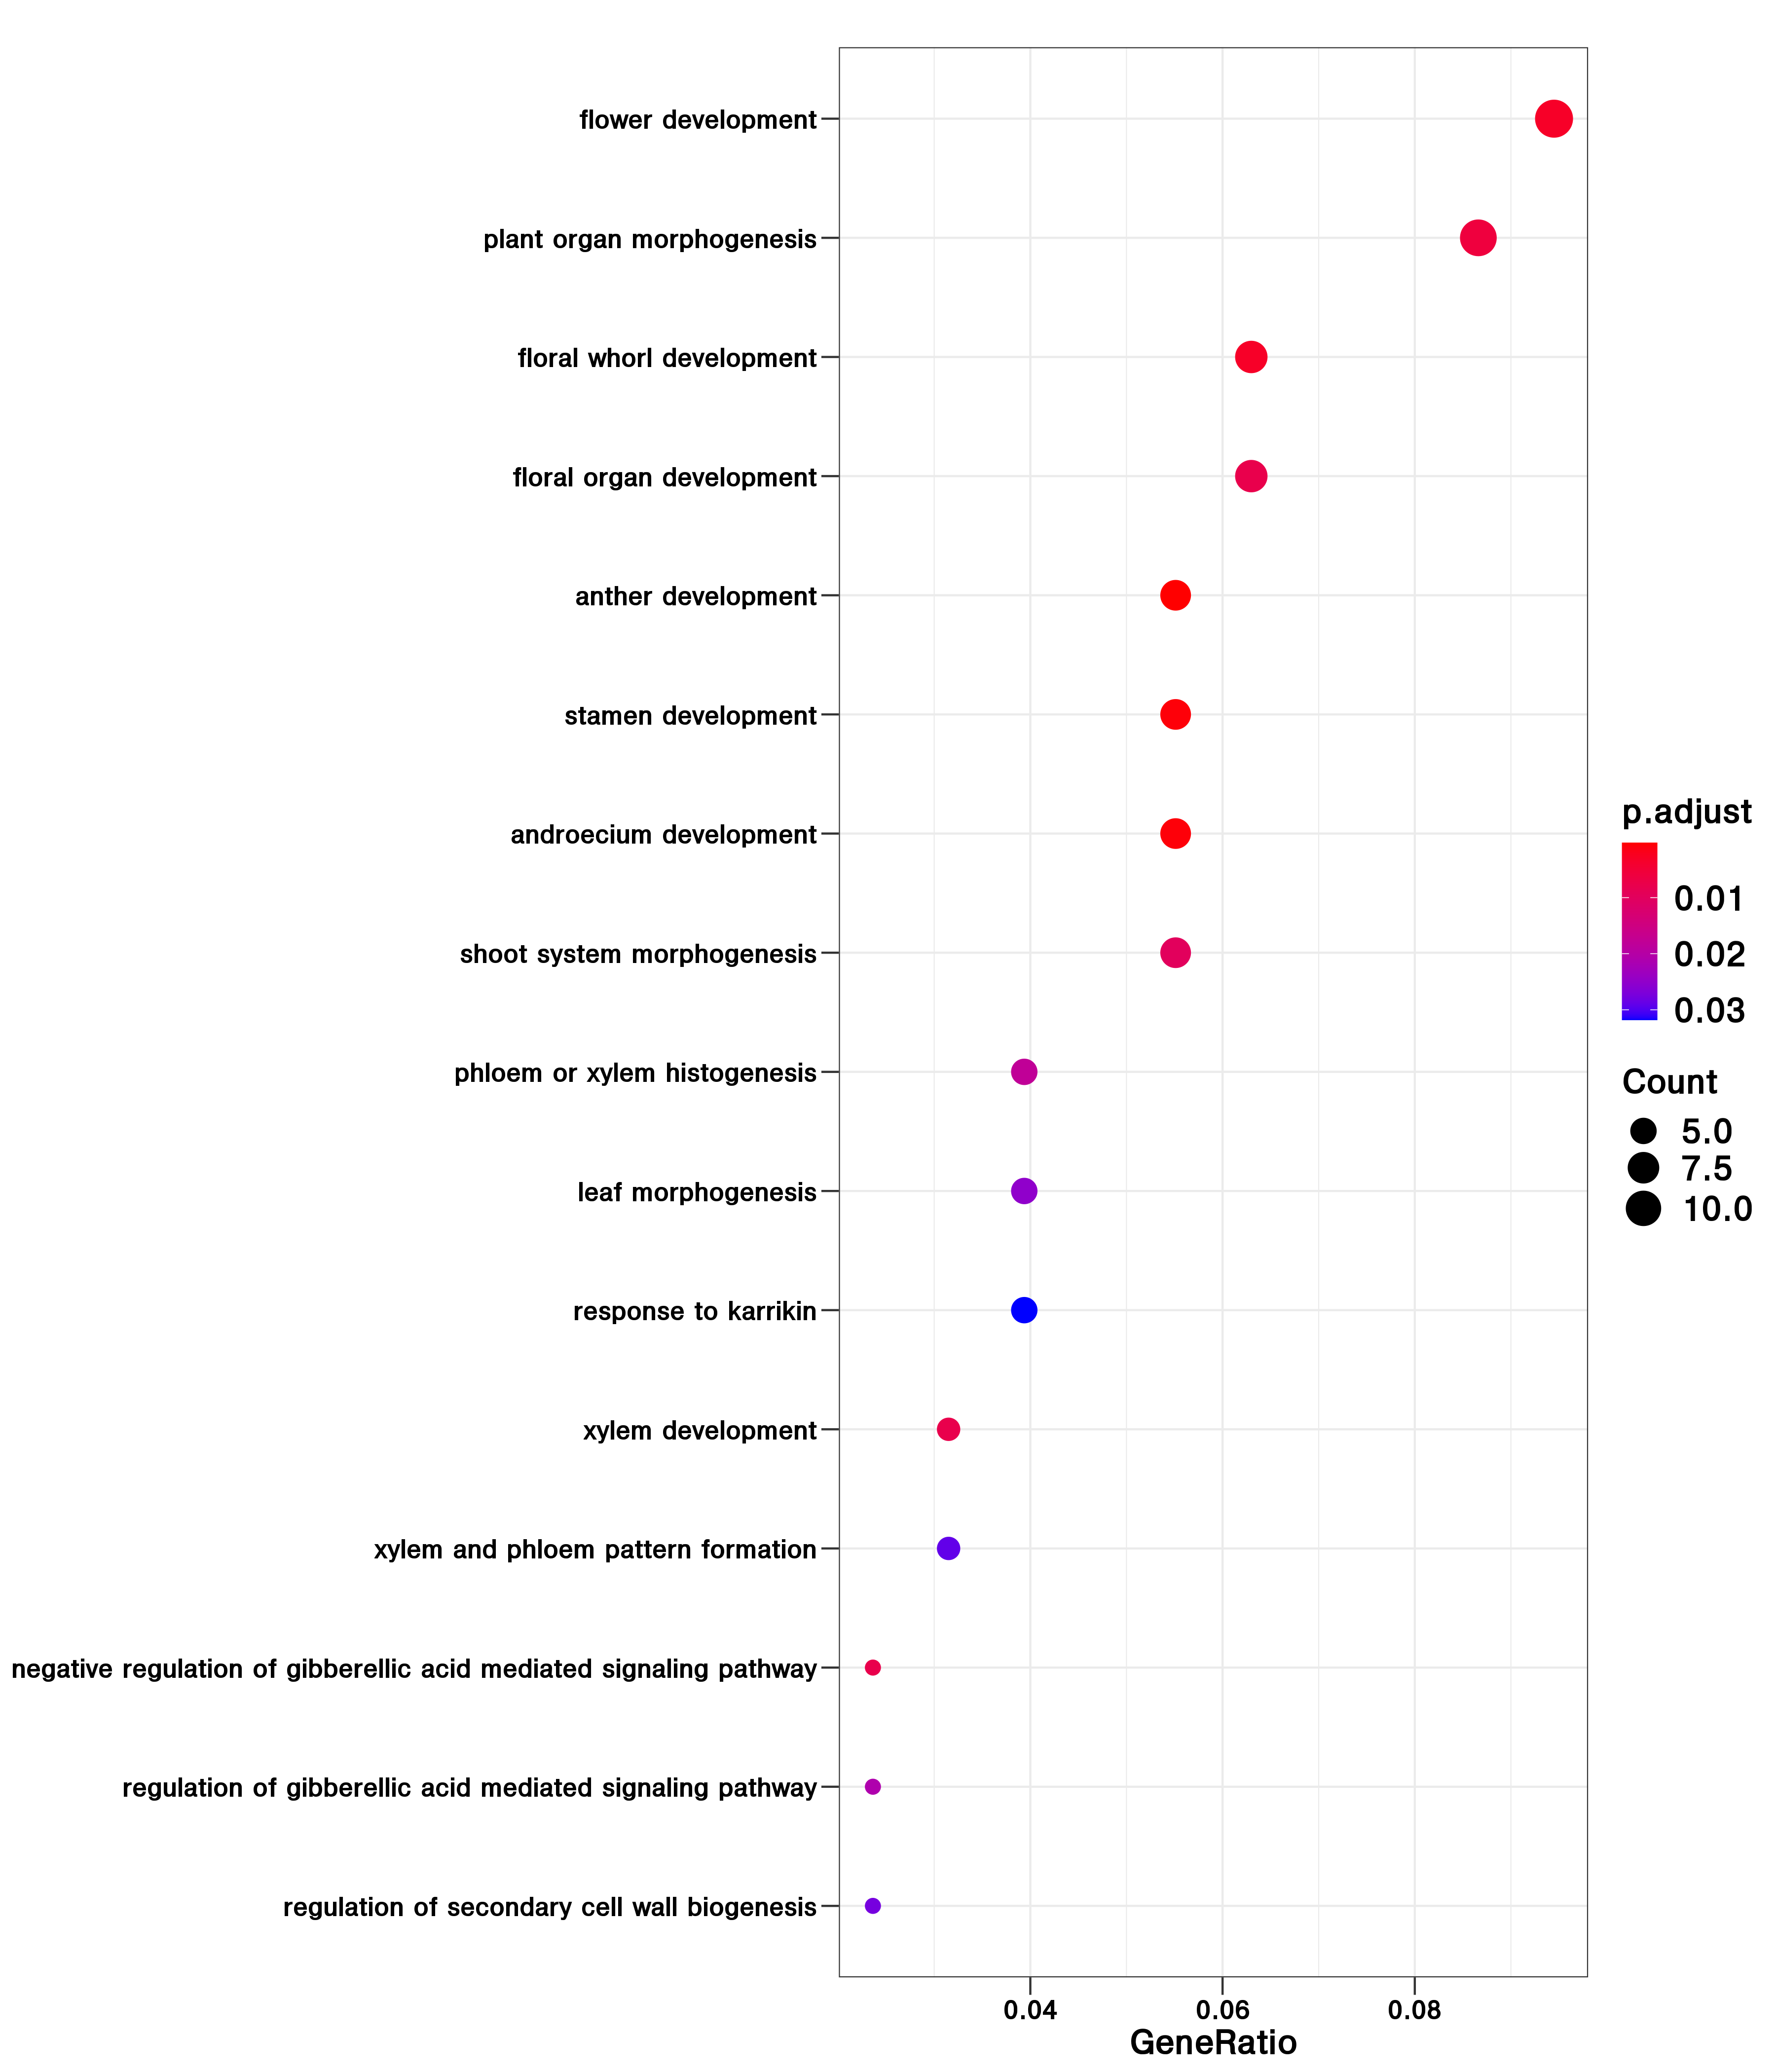 flower development
plant organ morphogenesis
floral whorl development
floral organ development
anther development
stamen development
androecium development
shoot system morphogenesis
phloem or xylem histogenesis
leaf morphogenesis
response to karrikin
xylem development
xylem and phloem pattern formation
negative regulation of gibberellic acid mediated signaling pathway
regulation of gibberellic acid mediated signaling pathway
regulation of secondary cell wall biogenesis
0.04 0.06 0.08
GeneRatio
p.adjust
0.01
0.02
0.03
Count
5.0
7.5
10.0